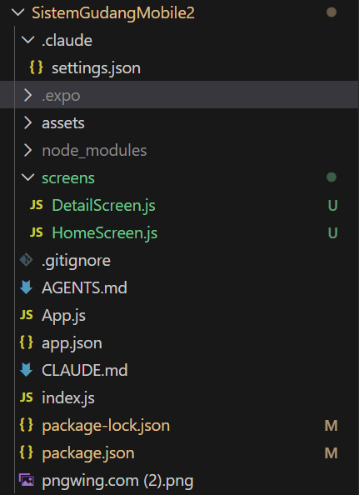 SistemGudangMobile2
.claude
{} settings.json
.expo
assets
node_modules
screens
JS DetailScreen.js U
JS HomeScreen.js U
.gitignore
AGENTS.md
JS App.js
{} app.json
CLAUDE.md
JS index.js
{} package-lock.json M
{} package.json M
pngwing.com (2).png